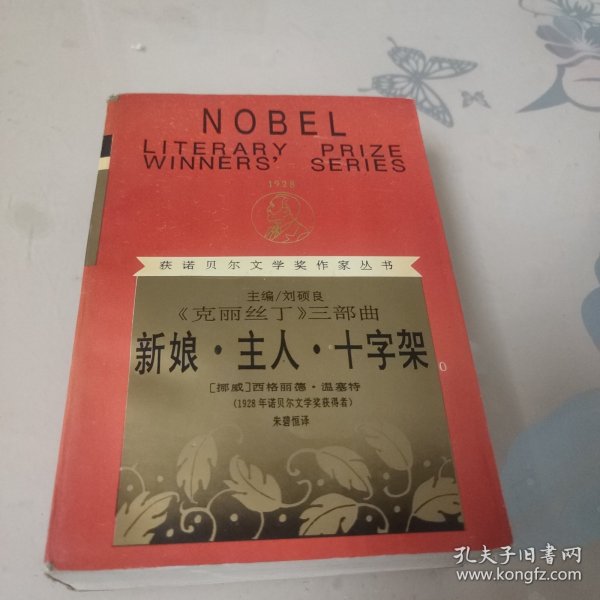 NOBEL
LITERARY PRIZE
WINNERS' SERIES
1928
获诺贝尔文学奖作家丛书
主编/刘硕良
《克丽丝丁》三部曲
新娘·主人·十字架
[挪威]西格丽德·温塞特
(1928年诺贝尔文学奖获得者)
朱碧恒译
孔夫子旧书网
www.kongfz.com